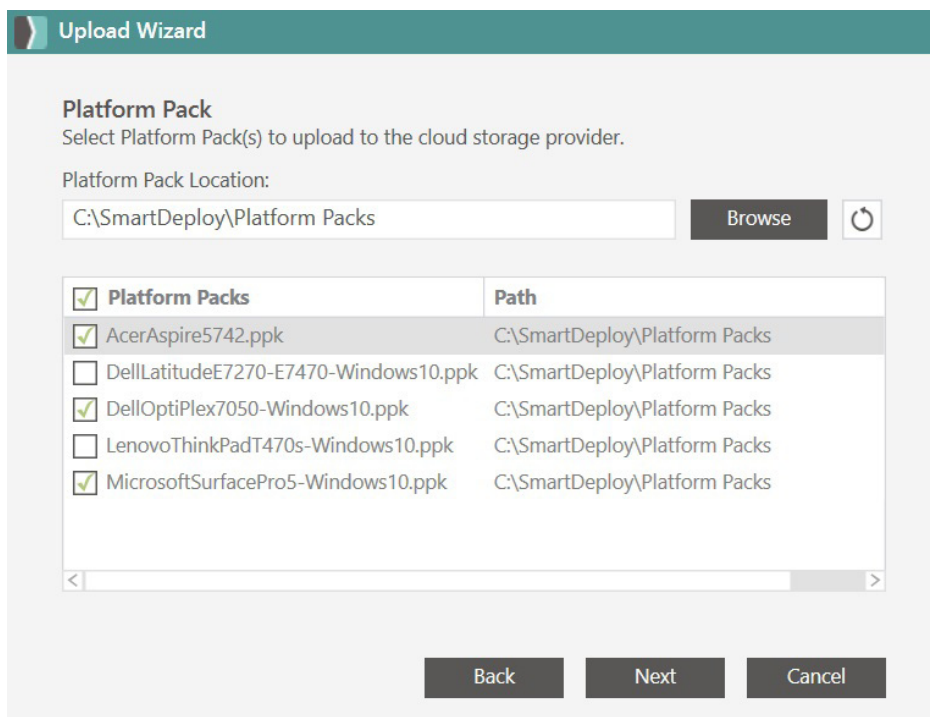 Upload Wizard
Platform Pack
Select Platform Pack(s) to upload to the cloud storage provider.
Platform Pack Location:
C:\SmartDeploy\Platform Packs Browse
Platform Packs Path
AcerAspire5742.ppk C:\SmartDeploy\Platform Packs
DellLatitudeE7270-E7470-Windows10.ppk C:\SmartDeploy\Platform Packs
DellOptiPlex7050-Windows10.ppk C:\SmartDeploy\Platform Packs
LenovoThinkPadT470s-Windows10.ppk C:\SmartDeploy\Platform Packs
MicrosoftSurfacePro5-Windows10.ppk C:\SmartDeploy\Platform Packs
Back Next Cancel